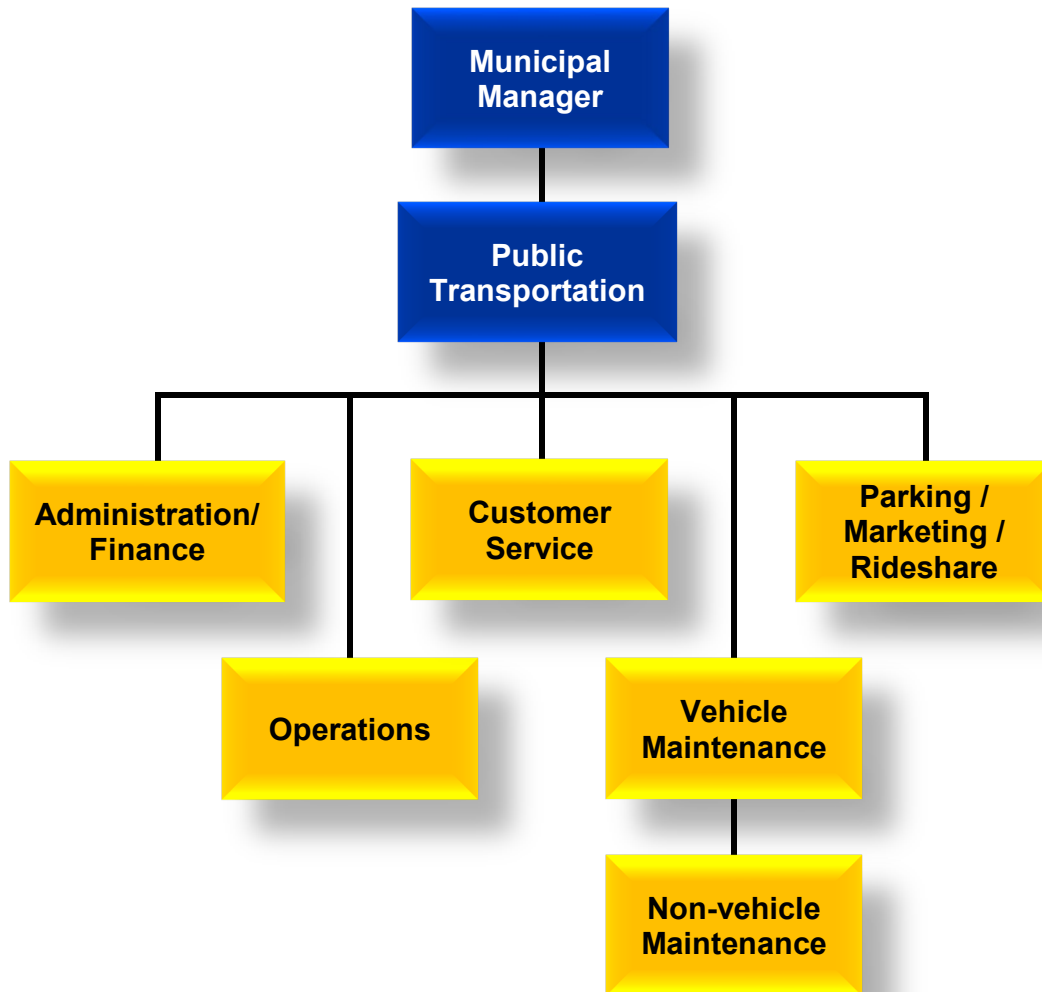 Municipal
Manager
Public
Transportation
Administration/
Finance
Customer
Service
Parking /
Marketing /
Rideshare
Operations
Vehicle
Maintenance
Non-vehicle
Maintenance